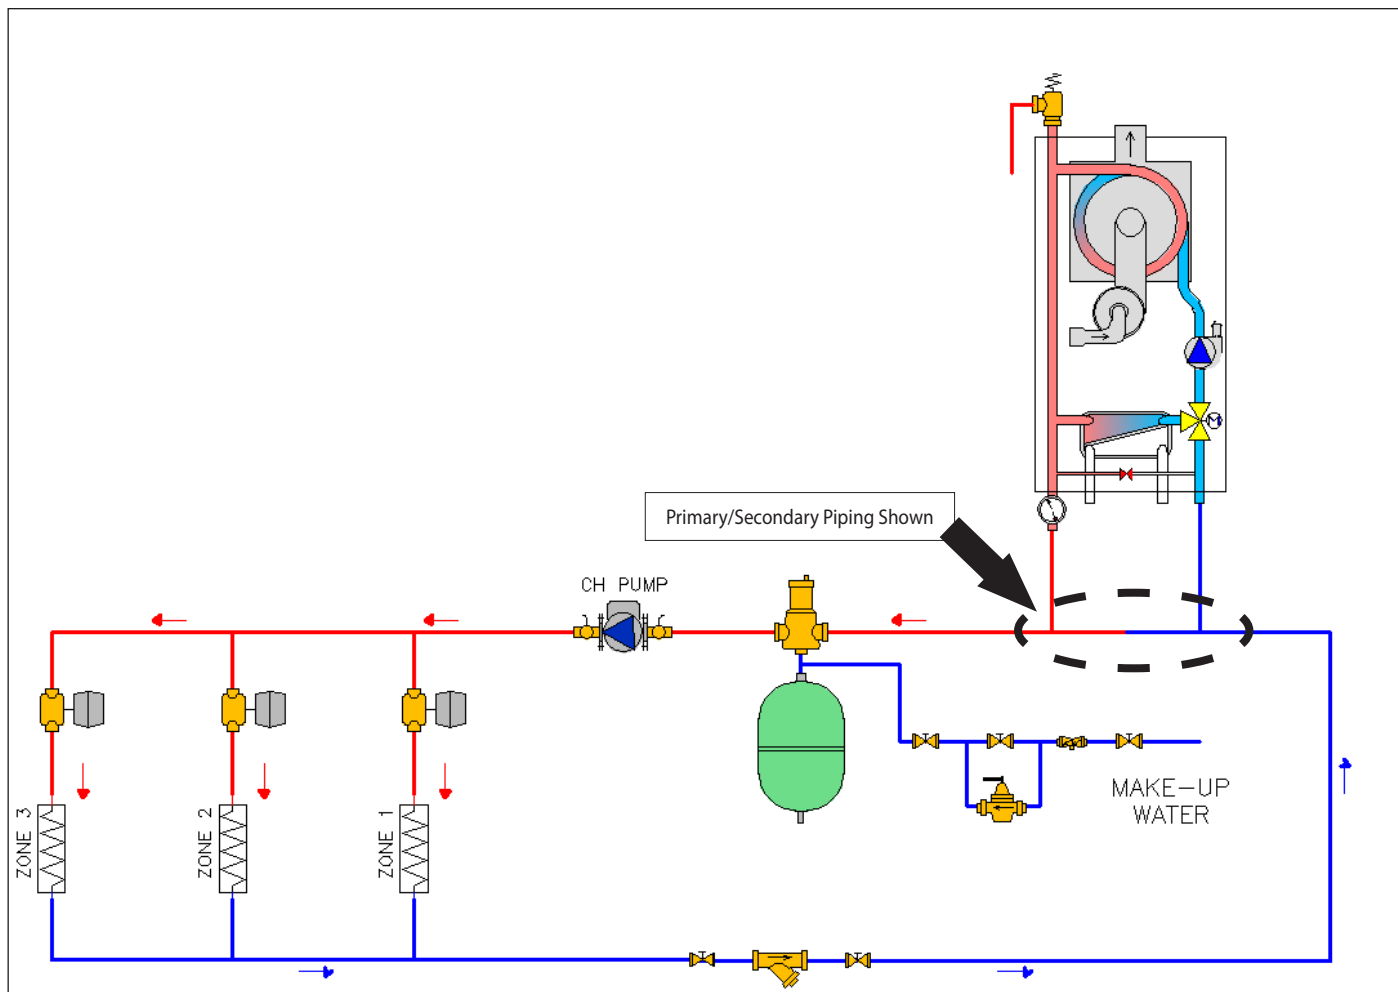 Primary/Secondary Piping Shown
CH PUMP
MAKE-UP
WATER
ZONE 3
ZONE 2
ZONE 1
M